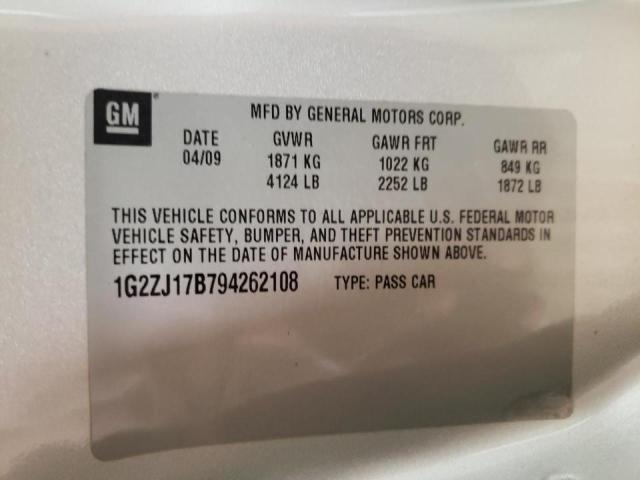 GM
MFD BY GENERAL MOTORS CORP.
DATE GVWR GAWR FRT GAWR RR
04/09 1871 KG 1022 KG 849 KG
4124 LB 2252 LB 1872 LB
THIS VEHICLE CONFORMS TO ALL APPLICABLE U.S. FEDERAL MOTOR
VEHICLE SAFETY, BUMPER, AND THEFT PREVENTION STANDARDS IN
EFFECT ON THE DATE OF MANUFACTURE SHOWN ABOVE.
1G2ZJ17B794262108 TYPE: PASS CAR